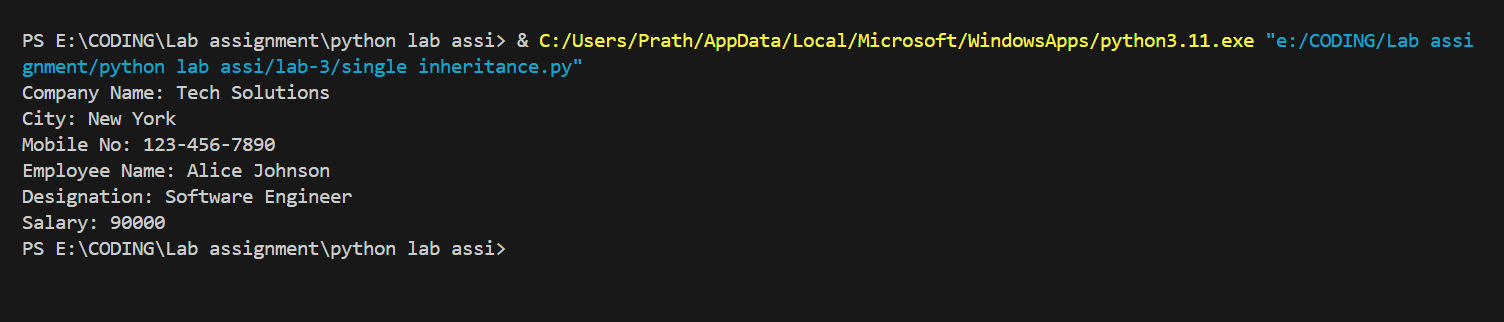 PS E:\CODING\Lab assignment\python lab assi> & C:/Users/Prath/AppData/Local/Microsoft/WindowsApps/python3.11.exe "e:/CODING/Lab assi
gnment/python lab assi/lab-3/single inheritance.py"
Company Name: Tech Solutions
City: New York
Mobile No: 123-456-7890
Employee Name: Alice Johnson
Designation: Software Engineer
Salary: 90000
PS E:\CODING\Lab assignment\python lab assi>